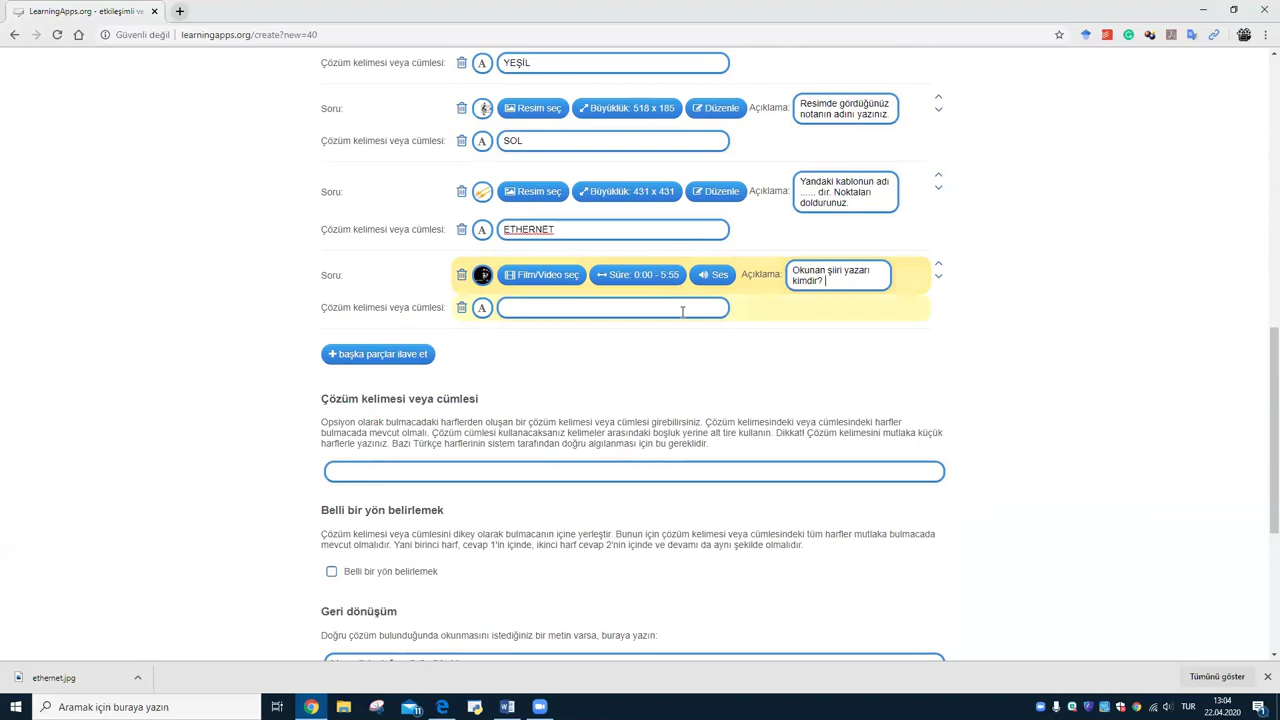 LearningApps.org - etkileşimli ve
Güvenli değil
learningapps.org/create?new=40
Çözüm kelimesi veya cümlesi:
A
YEŞİL
Soru:
Resim seç
Büyüklük: 518 x 185
Düzenle
Açıklama:
Resimde gördüğünüz
notanın adını yazınız.
Çözüm kelimesi veya cümlesi:
A
SOL
Soru:
Resim seç
Büyüklük: 431 x 431
Düzenle
Açıklama:
Yandaki kablonun adı
...... dır. Noktaları
doldurunuz.
Çözüm kelimesi veya cümlesi:
A
ETHERNET
Soru:
Film/Video seç
Süre: 0:00 - 5:55
Ses
Açıklama:
Okunan şiiri yazarı
kimdir?
Çözüm kelimesi veya cümlesi:
A
başka parçlar ilave et
Çözüm kelimesi veya cümlesi
Opsiyon olarak bulmacadaki harflerden oluşan bir çözüm kelimesi veya cümlesi girebilirsiniz. Çözüm kelimesindeki veya cümlesindeki harfler
bulmacada mevcut olmalı. Çözüm cümlesi kullanacaksanız kelimeler arasındaki boşluk yerine alt tire kullanın. Dikkat! Çözüm kelimesini mutlaka küçük
harflerle yazınız. Bazı Türkçe harflerinin sistem tarafından doğru algılanması için bu gereklidir.
Belli bir yön belirlemek
Çözüm kelimesi veya cümlesini dikey olarak bulmacanın içine yerleştir. Bunun için çözüm kelimesi veya cümlesindeki tüm harfler mutlaka bulmacada
mevcut olmalıdır. Yani birinci harf, cevap 1'in içinde, ikinci harf cevap 2'nin içinde ve devamı da aynı şekilde olmalıdır.
Belli bir yön belirlemek
Geri dönüşüm
Doğru çözüm bulunduğunda okunmasını istediğiniz bir metin varsa, buraya yazın:
ethernet.jpg
Tümünü göster
Aramak için buraya yazın
13:04
22.04.2020